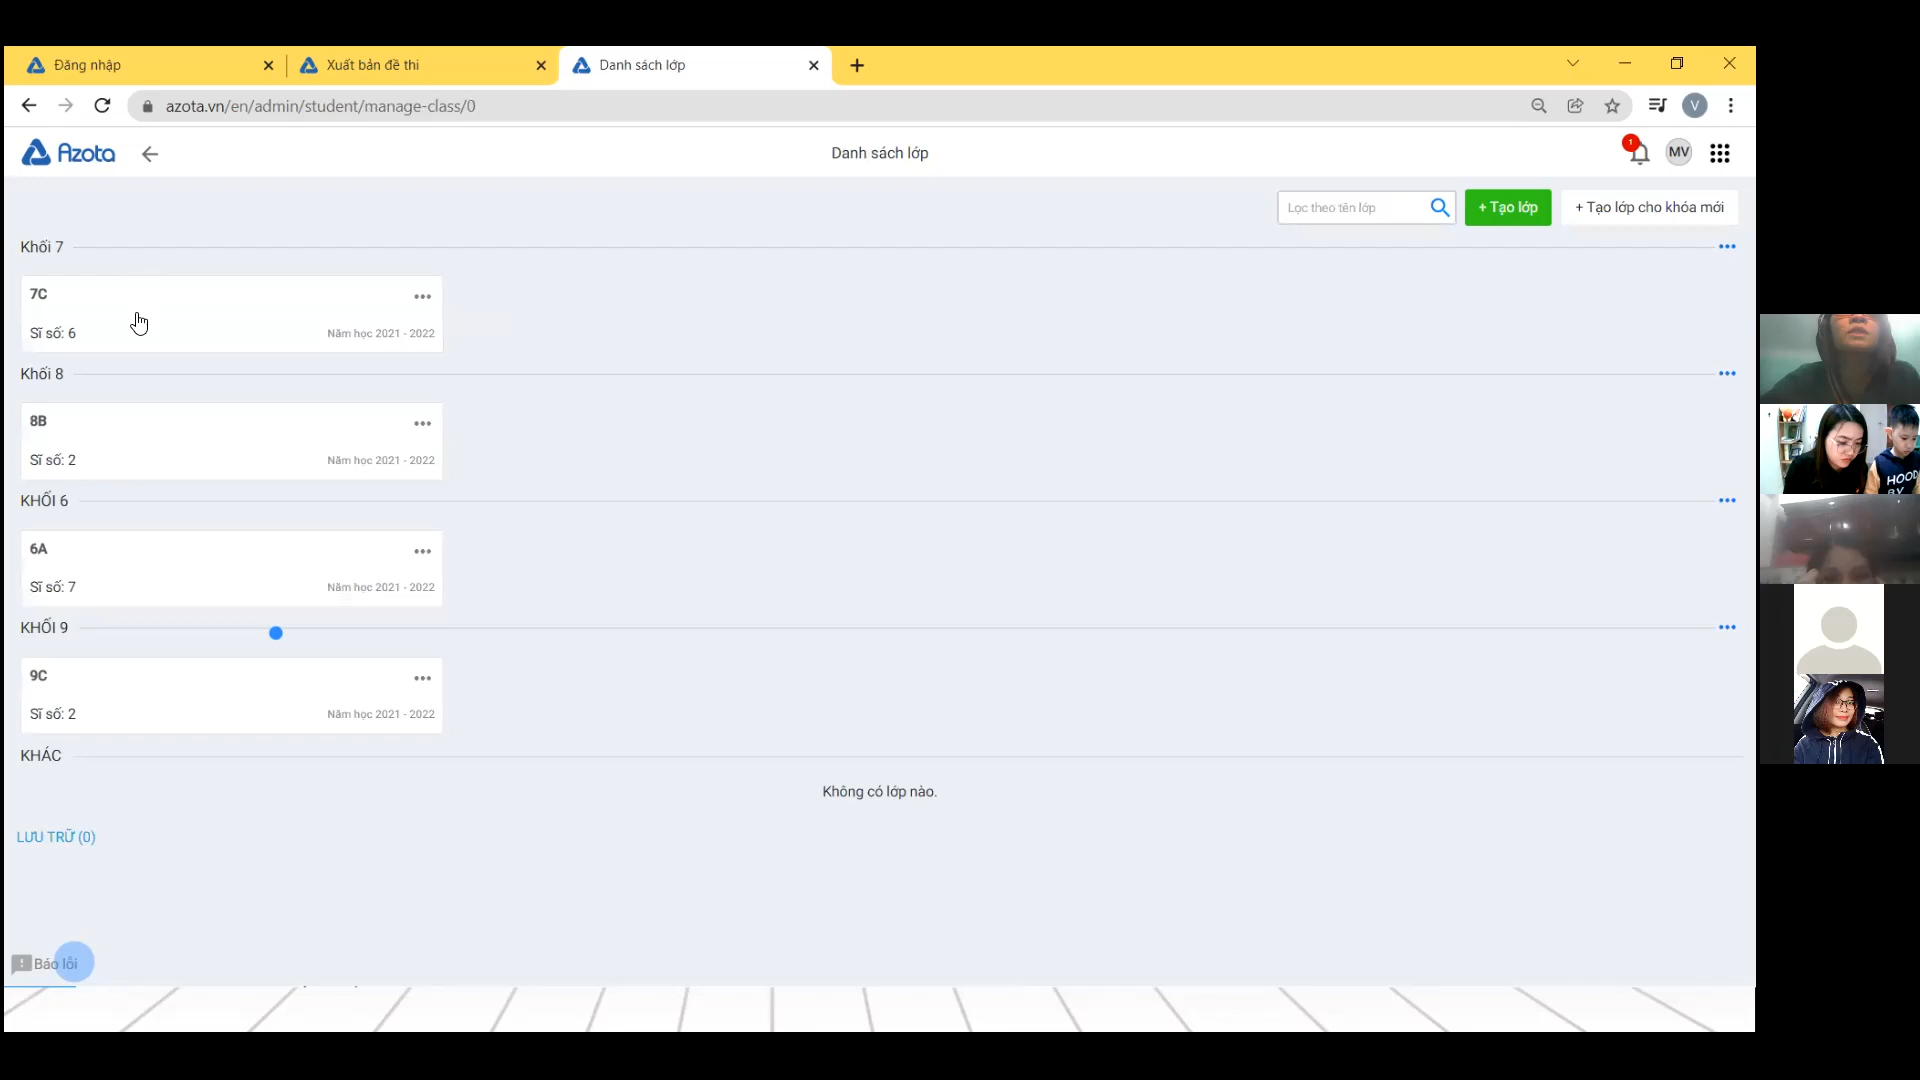 Đăng nhập
Xuất bản đề thi
Danh sách lớp
azota.vn/en/admin/student/manage-class/0
V
Azota
Danh sách lớp
1
MV
Lọc theo tên lớp
+ Tạo lớp
+ Tạo lớp cho khóa mới
Khối 7
7C
Sĩ số: 6
Năm học 2021 - 2022
Khối 8
8B
Sĩ số: 2
Năm học 2021 - 2022
KHỐI 6
6A
Sĩ số: 7
Năm học 2021 - 2022
KHỐI 9
9C
Sĩ số: 2
Năm học 2021 - 2022
KHÁC
Không có lớp nào.
LƯU TRỮ (0)
Báo lỗi
HOOD
BY